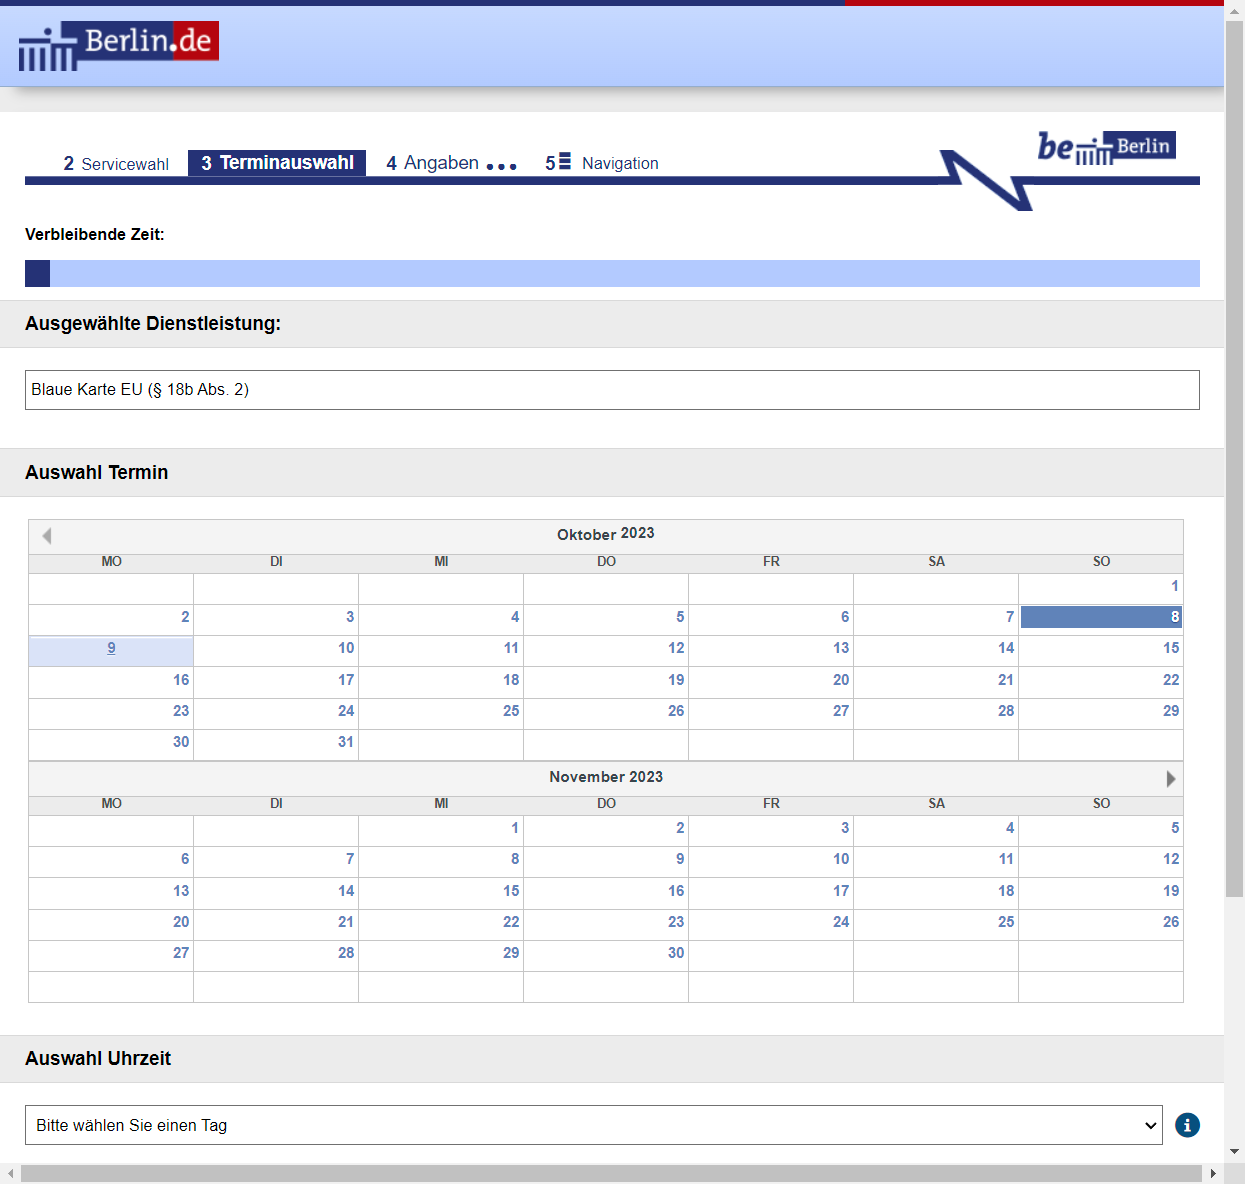 Berlin.de
be Berlin
2 Servicewahl 3 Terminauswahl 4 Angaben 5 Navigation
Verbleibende Zeit:
Ausgewählte Dienstleistung:
Blaue Karte EU (§ 18b Abs. 2)
Auswahl Termin
Oktober 2023
MO DI MI DO FR SA SO
1
2 3 4 5 6 7 8
9 10 11 12 13 14 15
16 17 18 19 20 21 22
23 24 25 26 27 28 29
30 31
November 2023
MO DI MI DO FR SA SO
1 2 3 4 5
6 7 8 9 10 11 12
13 14 15 16 17 18 19
20 21 22 23 24 25 26
27 28 29 30
Auswahl Uhrzeit
Bitte wählen Sie einen Tag